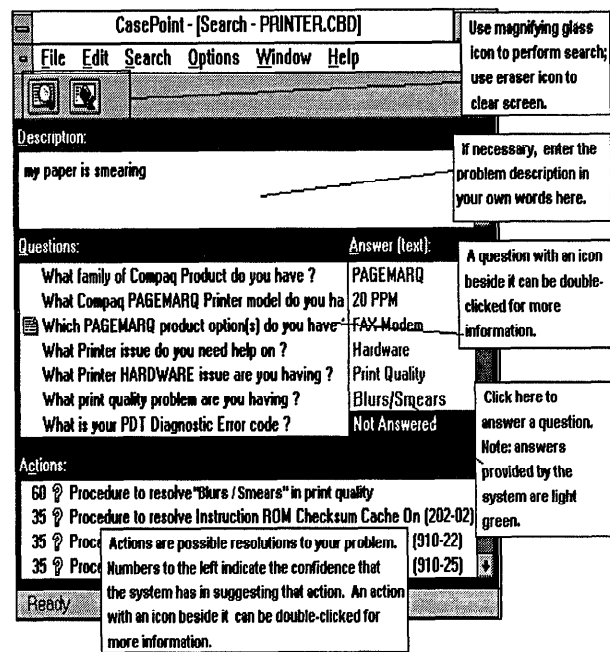 CasePoint - [Search - PRINTER.CBD]
File Edit Search Options Window Help
Use magnifying glass
icon to perform search;
use eraser icon to
clear screen.
Description:
my paper is smearing
If necessary, enter the
problem description in
your own words here.
Questions: Answer (text):
What family of Compaq Product do you have ? PAGEMARQ
What Compaq PAGEMARQ Printer model do you ha 20 PPM
Which PAGEMARQ product option(s) do you have FAX Modem
What Printer issue do you need help on ? Hardware
What Printer HARDWARE issue are you having ? Print Quality
What print quality problem are you having ? Blurs/Smears
What is your PDT Diagnostic Error code ? Not Answered
A question with an icon
beside it can be double-
clicked for more
information.
Click here to
answer a question.
Note: answers
provided by the
system are light
green.
Actions:
60 ? Procedure to resolve "Blurs / Smears" in print quality
35 ? Procedure to resolve Instruction ROM Checksum Cache On (202-02)
35 ? Proce (910-22)
35 ? Proce (910-25)
Actions are possible resolutions to your problem.
Numbers to the left indicate the confidence that
the system has in suggesting that action. An action
with an icon beside it can be double-clicked for
more information.
Ready